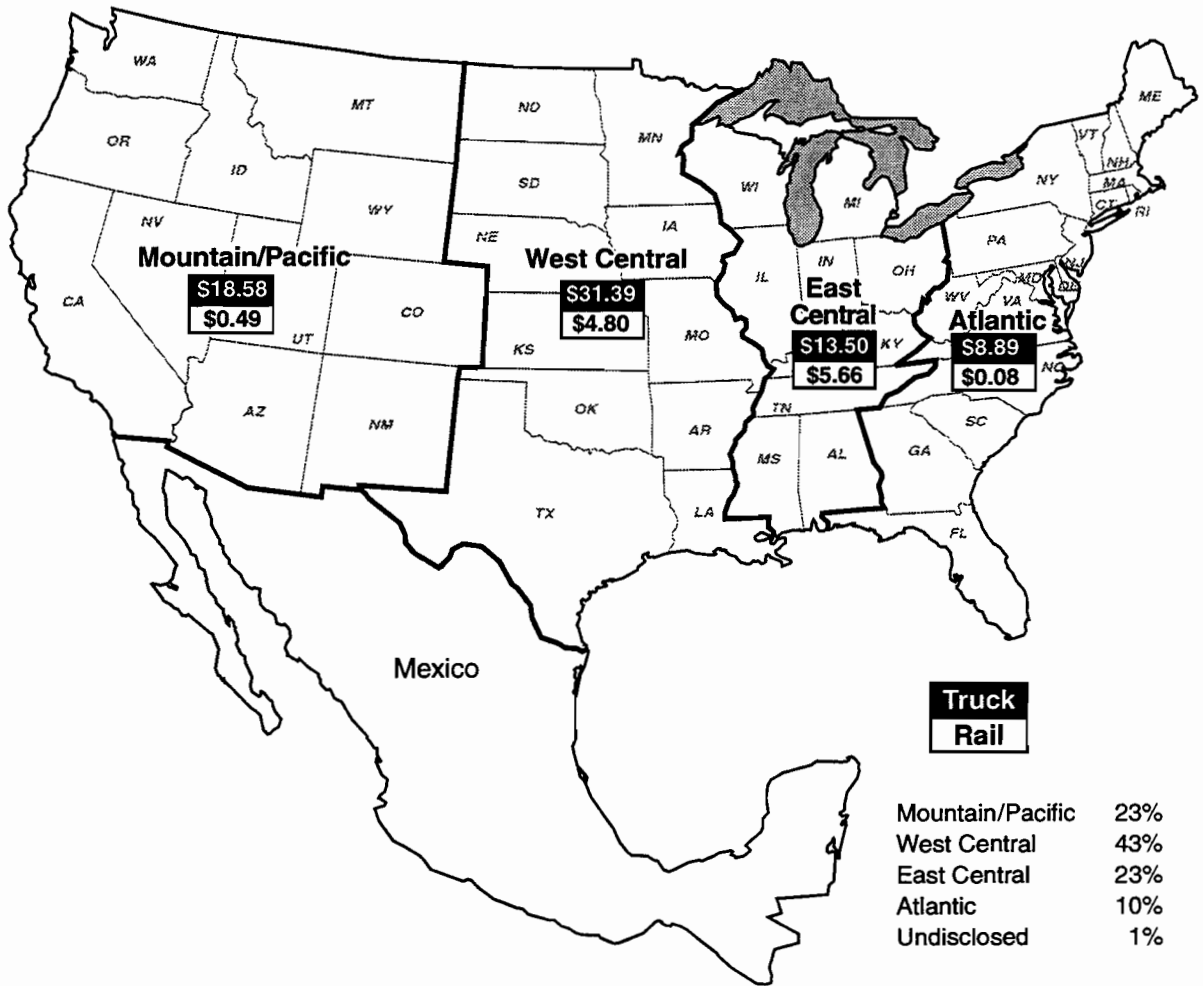 WA
MT
ND
MN
ME
OR
ID
SD
WI
MI
VT
NH
NY
MA
CT
RI
WY
NV
NE
IA
PA
NJ
Mountain/Pacific
$18.58
$0.49
West Central
$31.39
$4.80
IL
IN
OH
East
Central
$13.50
$5.66
MD
DE
WV
VA
Atlantic
$8.89
$0.08
CA
UT
CO
KS
MO
KY
NC
AZ
NM
OK
AR
TN
SC
MS
AL
GA
TX
LA
FL
Mexico
Truck
Rail
Mountain/Pacific 23%
West Central 43%
East Central 23%
Atlantic 10%
Undisclosed 1%